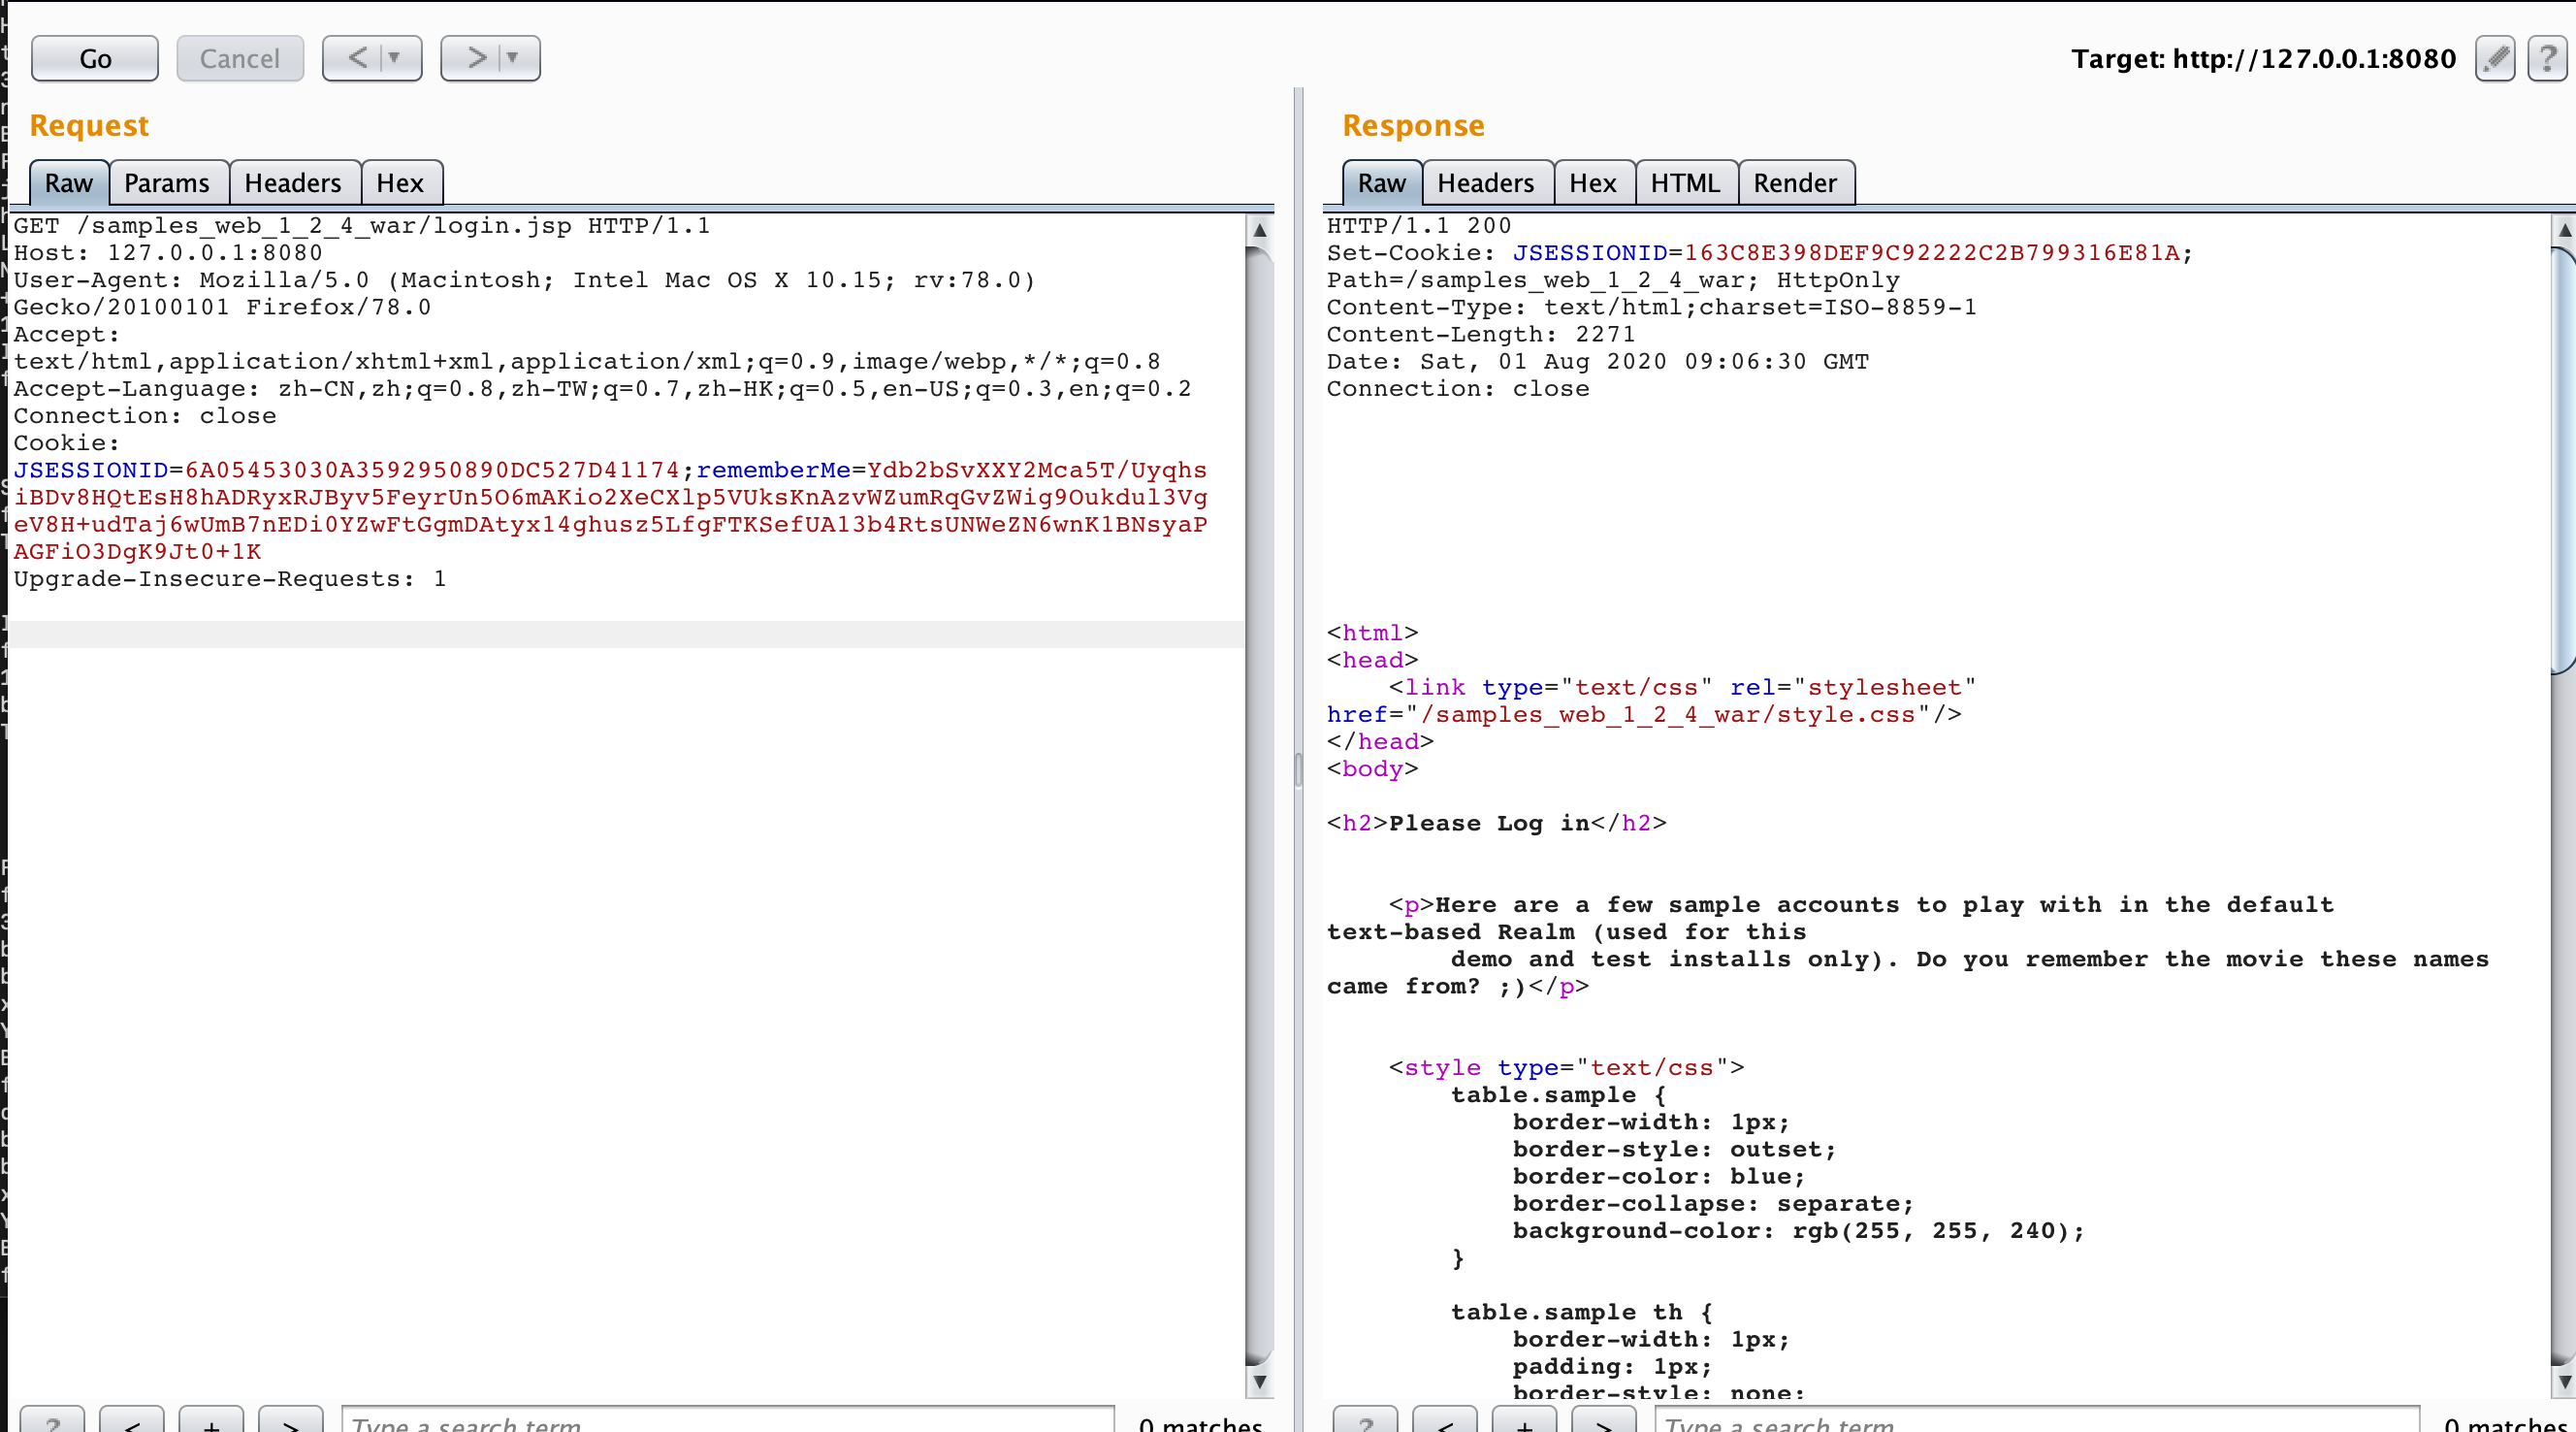 Go
Cancel
<
>
Target: http://127.0.0.1:8080
?
Request
Raw
Params
Headers
Hex
GET /samples_web_1_2_4_war/login.jsp HTTP/1.1
Host: 127.0.0.1:8080
User-Agent: Mozilla/5.0 (Macintosh; Intel Mac OS X 10.15; rv:78.0)
Gecko/20100101 Firefox/78.0
Accept:
text/html,application/xhtml+xml,application/xml;q=0.9,image/webp,*/*;q=0.8
Accept-Language: zh-CN,zh;q=0.8,zh-TW;q=0.7,zh-HK;q=0.5,en-US;q=0.3,en;q=0.2
Connection: close
Cookie:
JSESSIONID=6A05453030A3592950890DC527D41174;rememberMe=Ydb2bSvXXY2Mca5T/Uyqhs
iBDv8HQtEsH8hADRyxRJByv5FeyrUn5O6mAKio2XeCXlp5VUksKnAzvWZumRqGvZWig9Oukdul3Vg
eV8H+udTaj6wUmB7nEDi0YZwFtGgmDAtyx14ghusz5LfgFTKSefUA13b4RtsUNWeZN6wnK1BNsyaP
AGFiO3DgK9Jt0+1K
Upgrade-Insecure-Requests: 1
?
<
+
>
Type a search term
0 matches
Response
Raw
Headers
Hex
HTML
Render
HTTP/1.1 200
Set-Cookie: JSESSIONID=163C8E398DEF9C92222C2B799316E81A;
Path=/samples_web_1_2_4_war; HttpOnly
Content-Type: text/html;charset=ISO-8859-1
Content-Length: 2271
Date: Sat, 01 Aug 2020 09:06:30 GMT
Connection: close
<html>
<head>
<link type="text/css" rel="stylesheet"
href="/samples_web_1_2_4_war/style.css"/>
</head>
<body>
<h2>Please Log in</h2>
<p>Here are a few sample accounts to play with in the default
text-based Realm (used for this
demo and test installs only). Do you remember the movie these names
came from? ;)</p>
<style type="text/css">
table.sample {
border-width: 1px;
border-style: outset;
border-color: blue;
border-collapse: separate;
background-color: rgb(255, 255, 240);
}
table.sample th {
border-width: 1px;
padding: 1px;
border-style: none;
?
<
+
>
Type a search term
0 matches